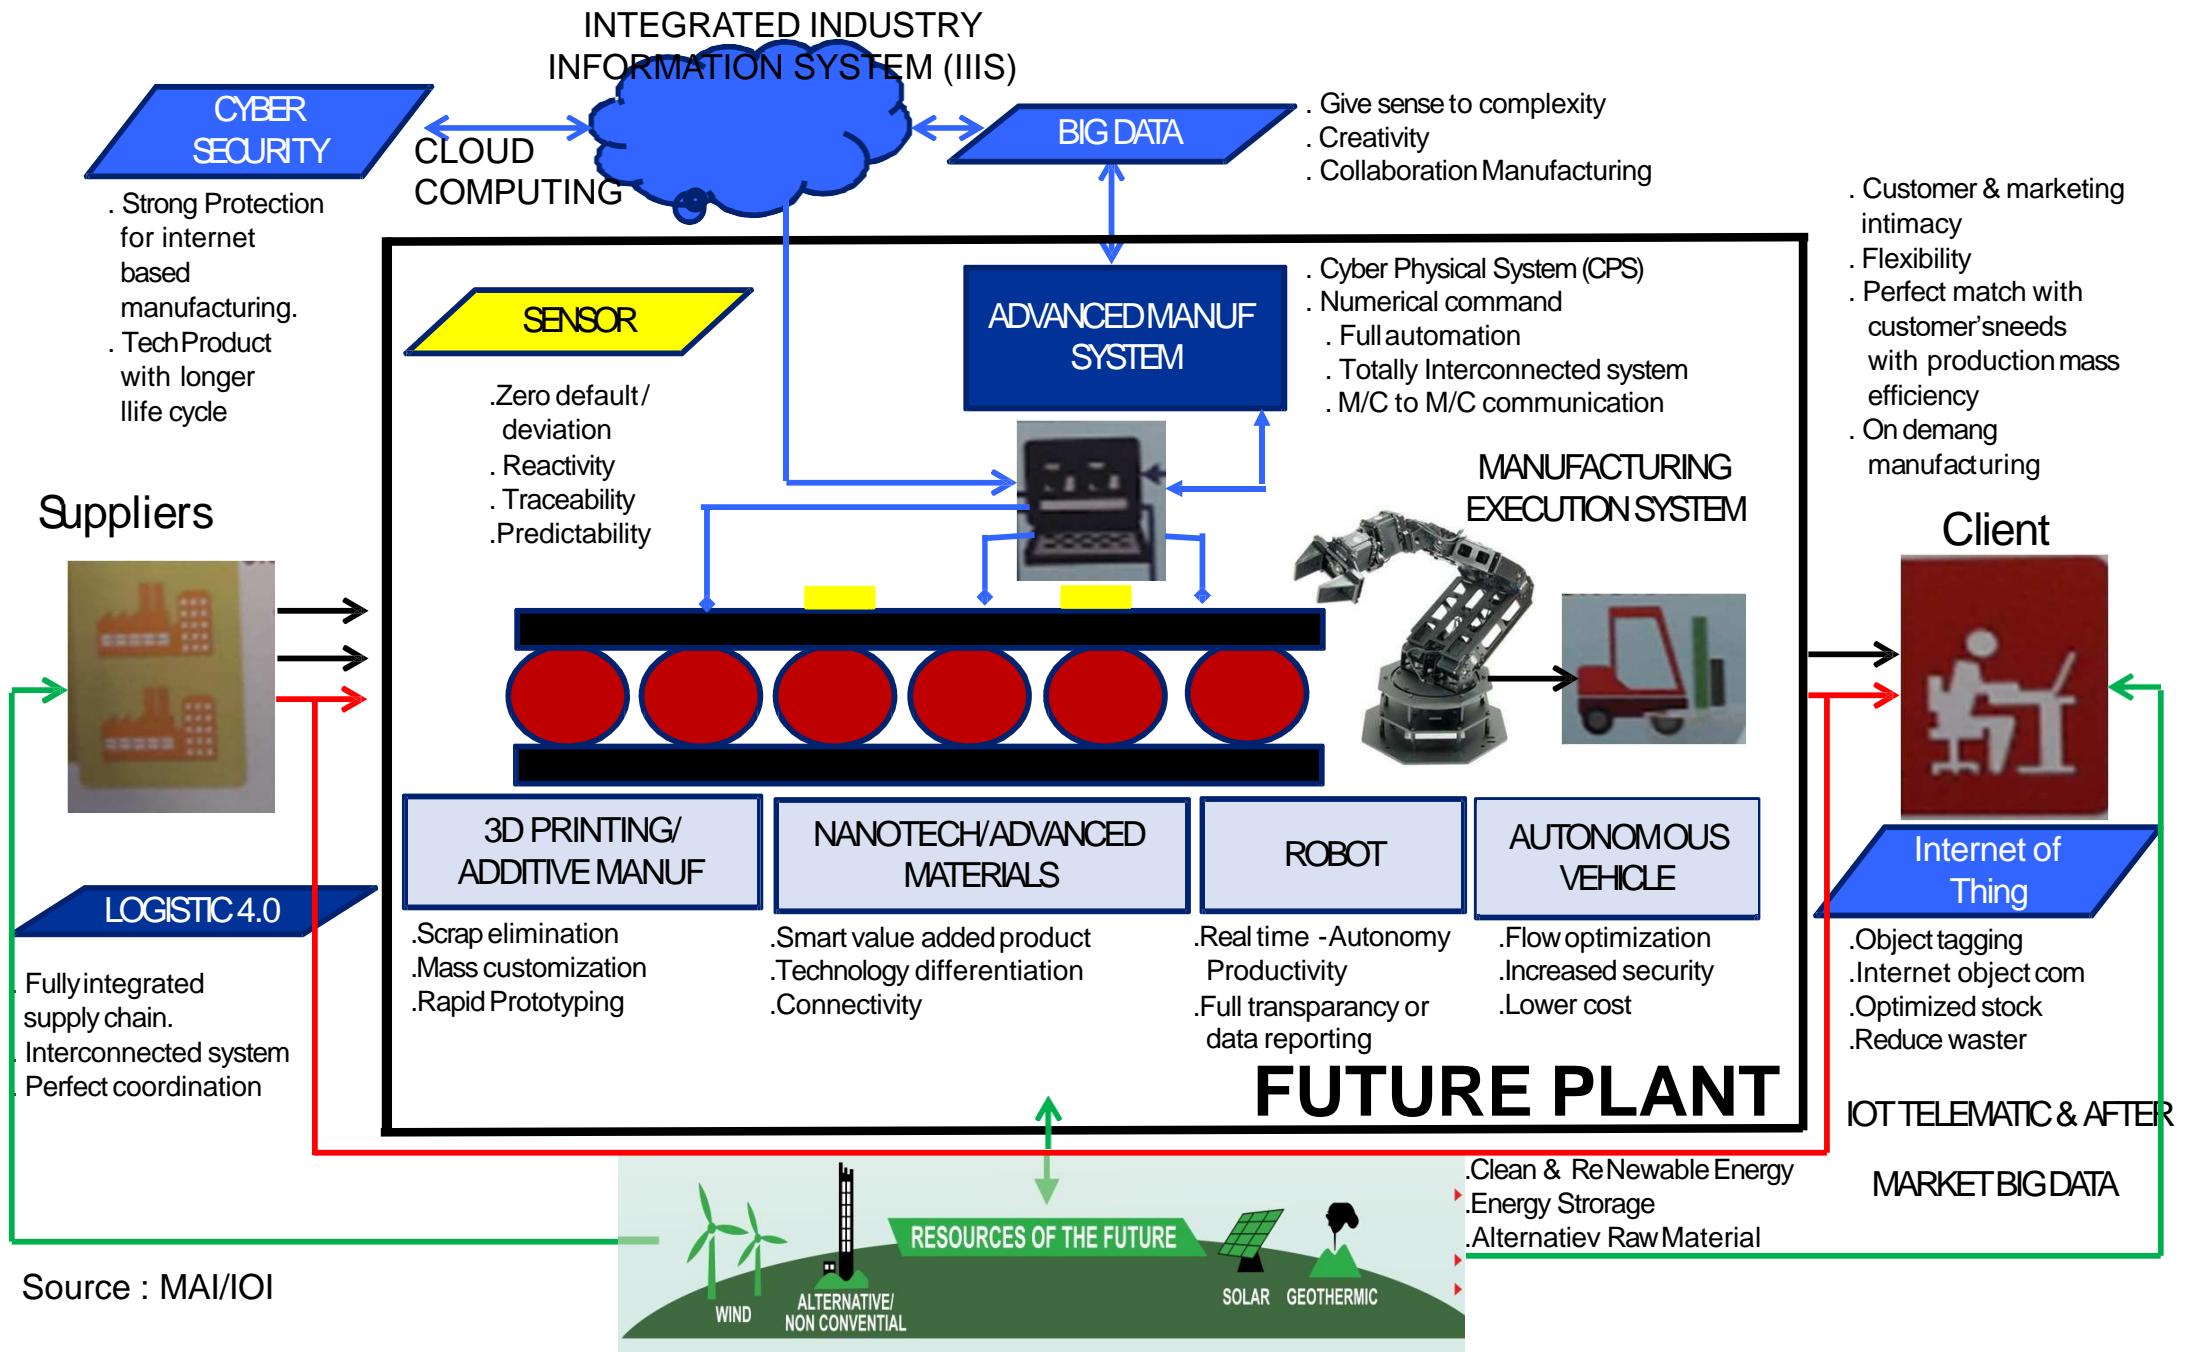 INTEGRATED INDUSTRY
INFORMATION SYSTEM (IIIS)
CYBER
SECURITY
CLOUD
COMPUTING
BIG DATA
. Give sense to complexity
. Creativity
. Collaboration Manufacturing
. Strong Protection
for internet
based
manufacturing.
. Tech Product
with longer
llife cycle
. Customer & marketing
intimacy
. Flexibility
. Perfect match with
customer'sneeds
with production mass
efficiency
. On demang
manufacturing
SENSOR
.Zero default /
deviation
. Reactivity
. Traceability
.Predictability
ADVANCED MANUF
SYSTEM
. Cyber Physical System (CPS)
. Numerical command
. Full automation
. Totally Interconnected system
. M/C to M/C communication
MANUFACTURING
EXECUTION SYSTEM
Suppliers
Client
3D PRINTING/
ADDITIVE MANUF
NANOTECH/ADVANCED
MATERIALS
ROBOT
AUTONOMOUS
VEHICLE
.Scrap elimination
.Mass customization
.Rapid Prototyping
.Smart value added product
.Technology differentiation
.Connectivity
.Real time - Autonomy
Productivity
.Full transparancy or
data reporting
.Flow optimization
.Increased security
.Lower cost
LOGISTIC 4.0
. Fully integrated
supply chain.
. Interconnected system
. Perfect coordination
Internet of
Thing
.Object tagging
.Internet object com
.Optimized stock
.Reduce waster
FUTURE PLANT
IOT TELEMATIC & AFTER
MARKET BIG DATA
.Clean & ReNewable Energy
.Energy Strorage
.Alternatiev Raw Material
RESOURCES OF THE FUTURE
WIND
ALTERNATIVE/
NON CONVENTIAL
SOLAR
GEOTHERMIC
Source : MAI/IOI